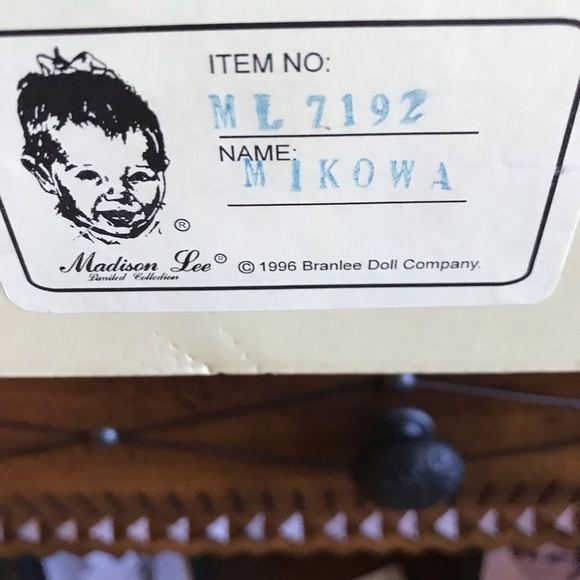 ITEM NO:
ML 7192
NAME:
MIKOWA
®
Madison Lee®
Limited Collection
© 1996 Branlee Doll Company.